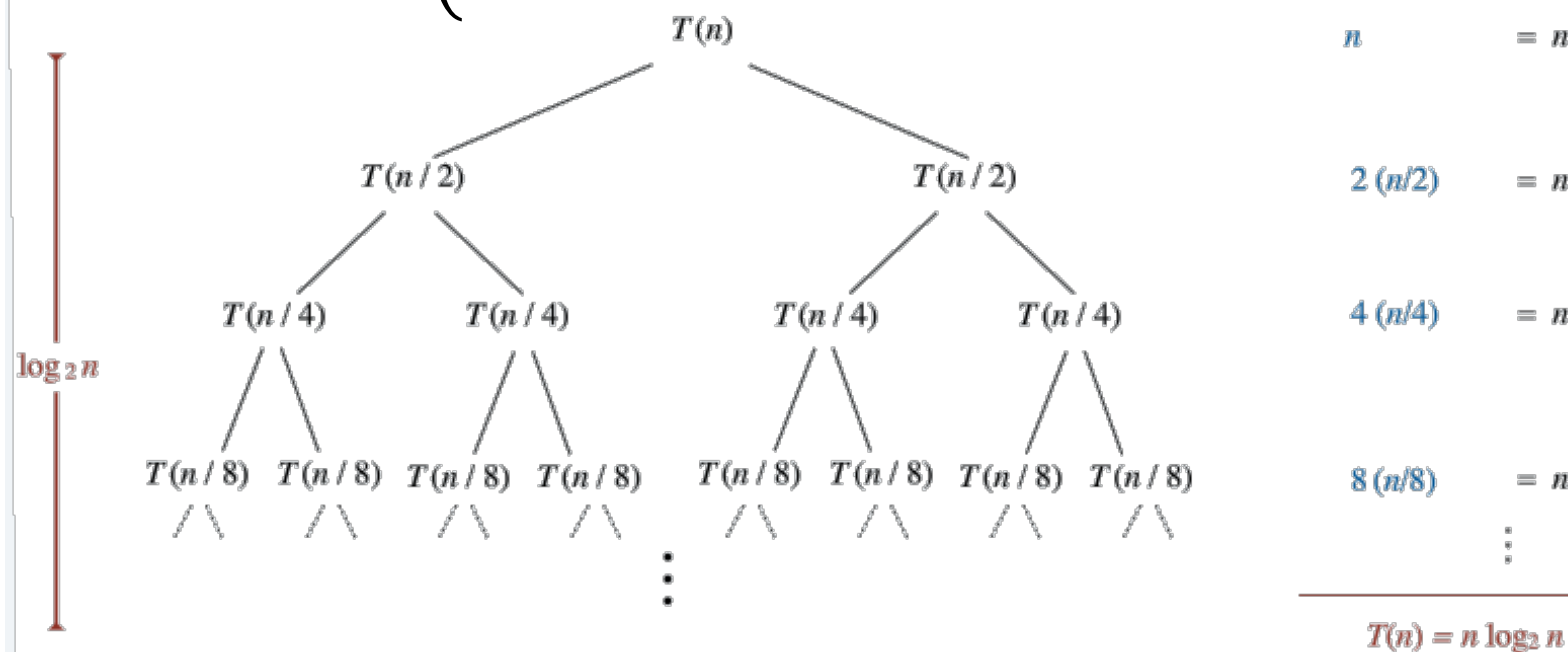 T(n) n = n
T(n / 2) T(n / 2) 2 (n/2) = n
T(n / 4) T(n / 4) T(n / 4) T(n / 4) 4 (n/4) = n
log₂ n
T(n / 8) T(n / 8) T(n / 8) T(n / 8) T(n / 8) T(n / 8) T(n / 8) T(n / 8) 8 (n/8) = n
T(n) = n log₂ n